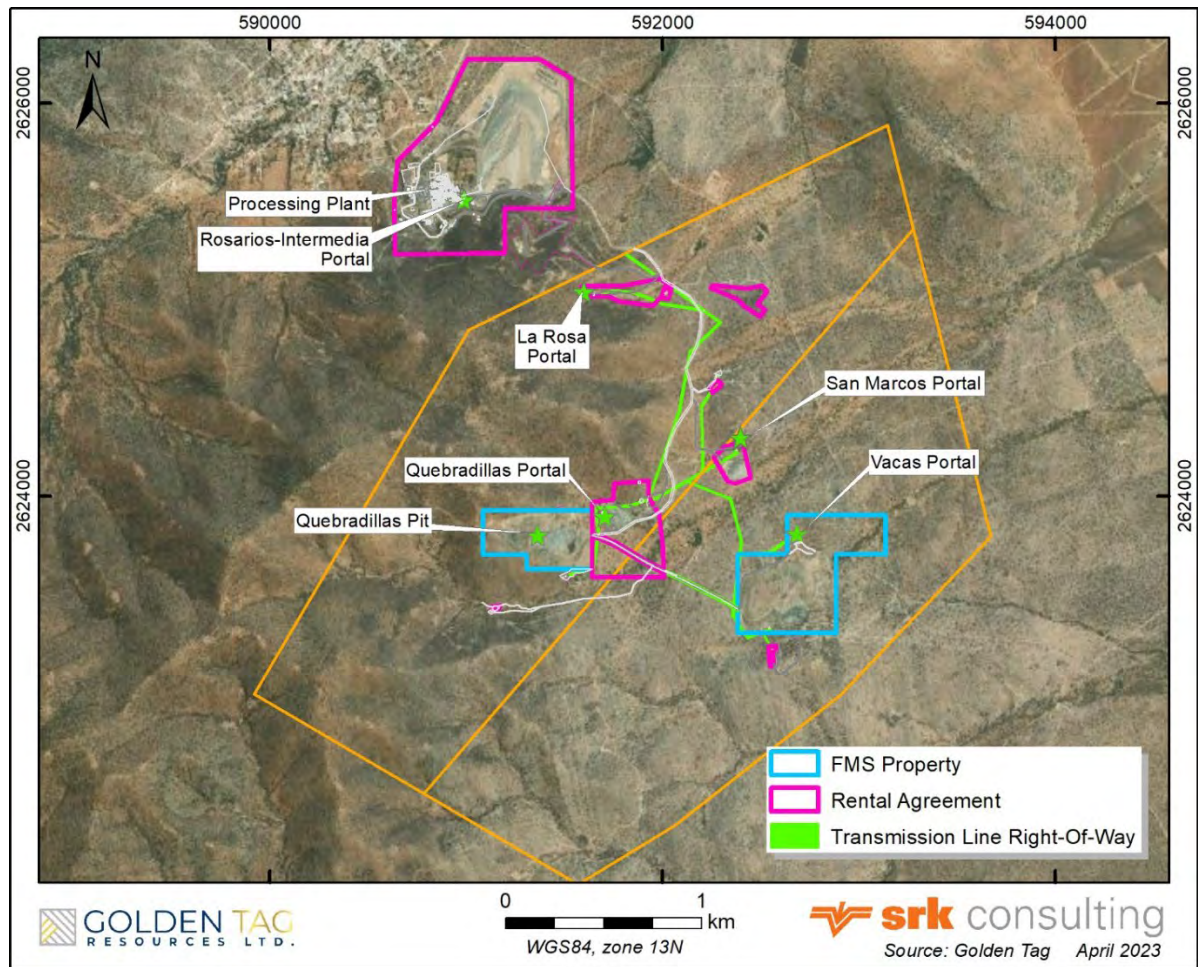 590000
592000
594000
N
2626000
2626000
Processing Plant
Rosarios-Intermedia
Portal
La Rosa
Portal
San Marcos Portal
Quebradillas Portal
Vacas Portal
2624000
2624000
Quebradillas Pit
FMS Property
Rental Agreement
Transmission Line Right-Of-Way
GOLDEN TAG
RESOURCES LTD.
0
1
km
WGS84, zone 13N
srk consulting
Source: Golden Tag April 2023